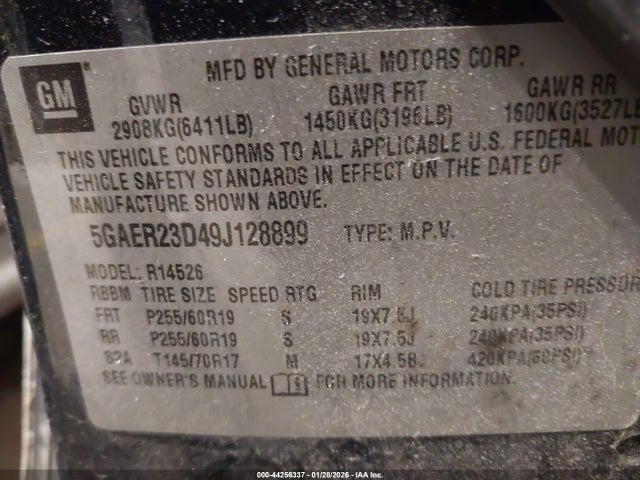 GM
MFD BY GENERAL MOTORS CORP.
GVWR GAWR FRT GAWR RR
2908KG(6411LB) 1450KG(3196LB) 1600KG(3527LB
THIS VEHICLE CONFORMS TO ALL APPLICABLE U.S. FEDERAL MOT
VEHICLE SAFETY STANDARDS IN EFFECT ON THE DATE OF
MANUFACTURE SHOWN ABOVE.
5GAER23D49J128899 TYPE: M.P.V.
MODEL: R14526
RBBM TIRE SIZE SPEED RTG RIM COLD TIRE PRESSUR
FRT P255/60R19 S 19X7.5J 240KPA(35PSI)
RR P255/60R19 S 19X7.5J 240KPA(35PSI)
SPA T145/70R17 M 17X4.5B 420KPA(60PSI)
SEE OWNER'S MANUAL FOR MORE INFORMATION.
000-44256337 - 01/28/2026 - IAA Inc.